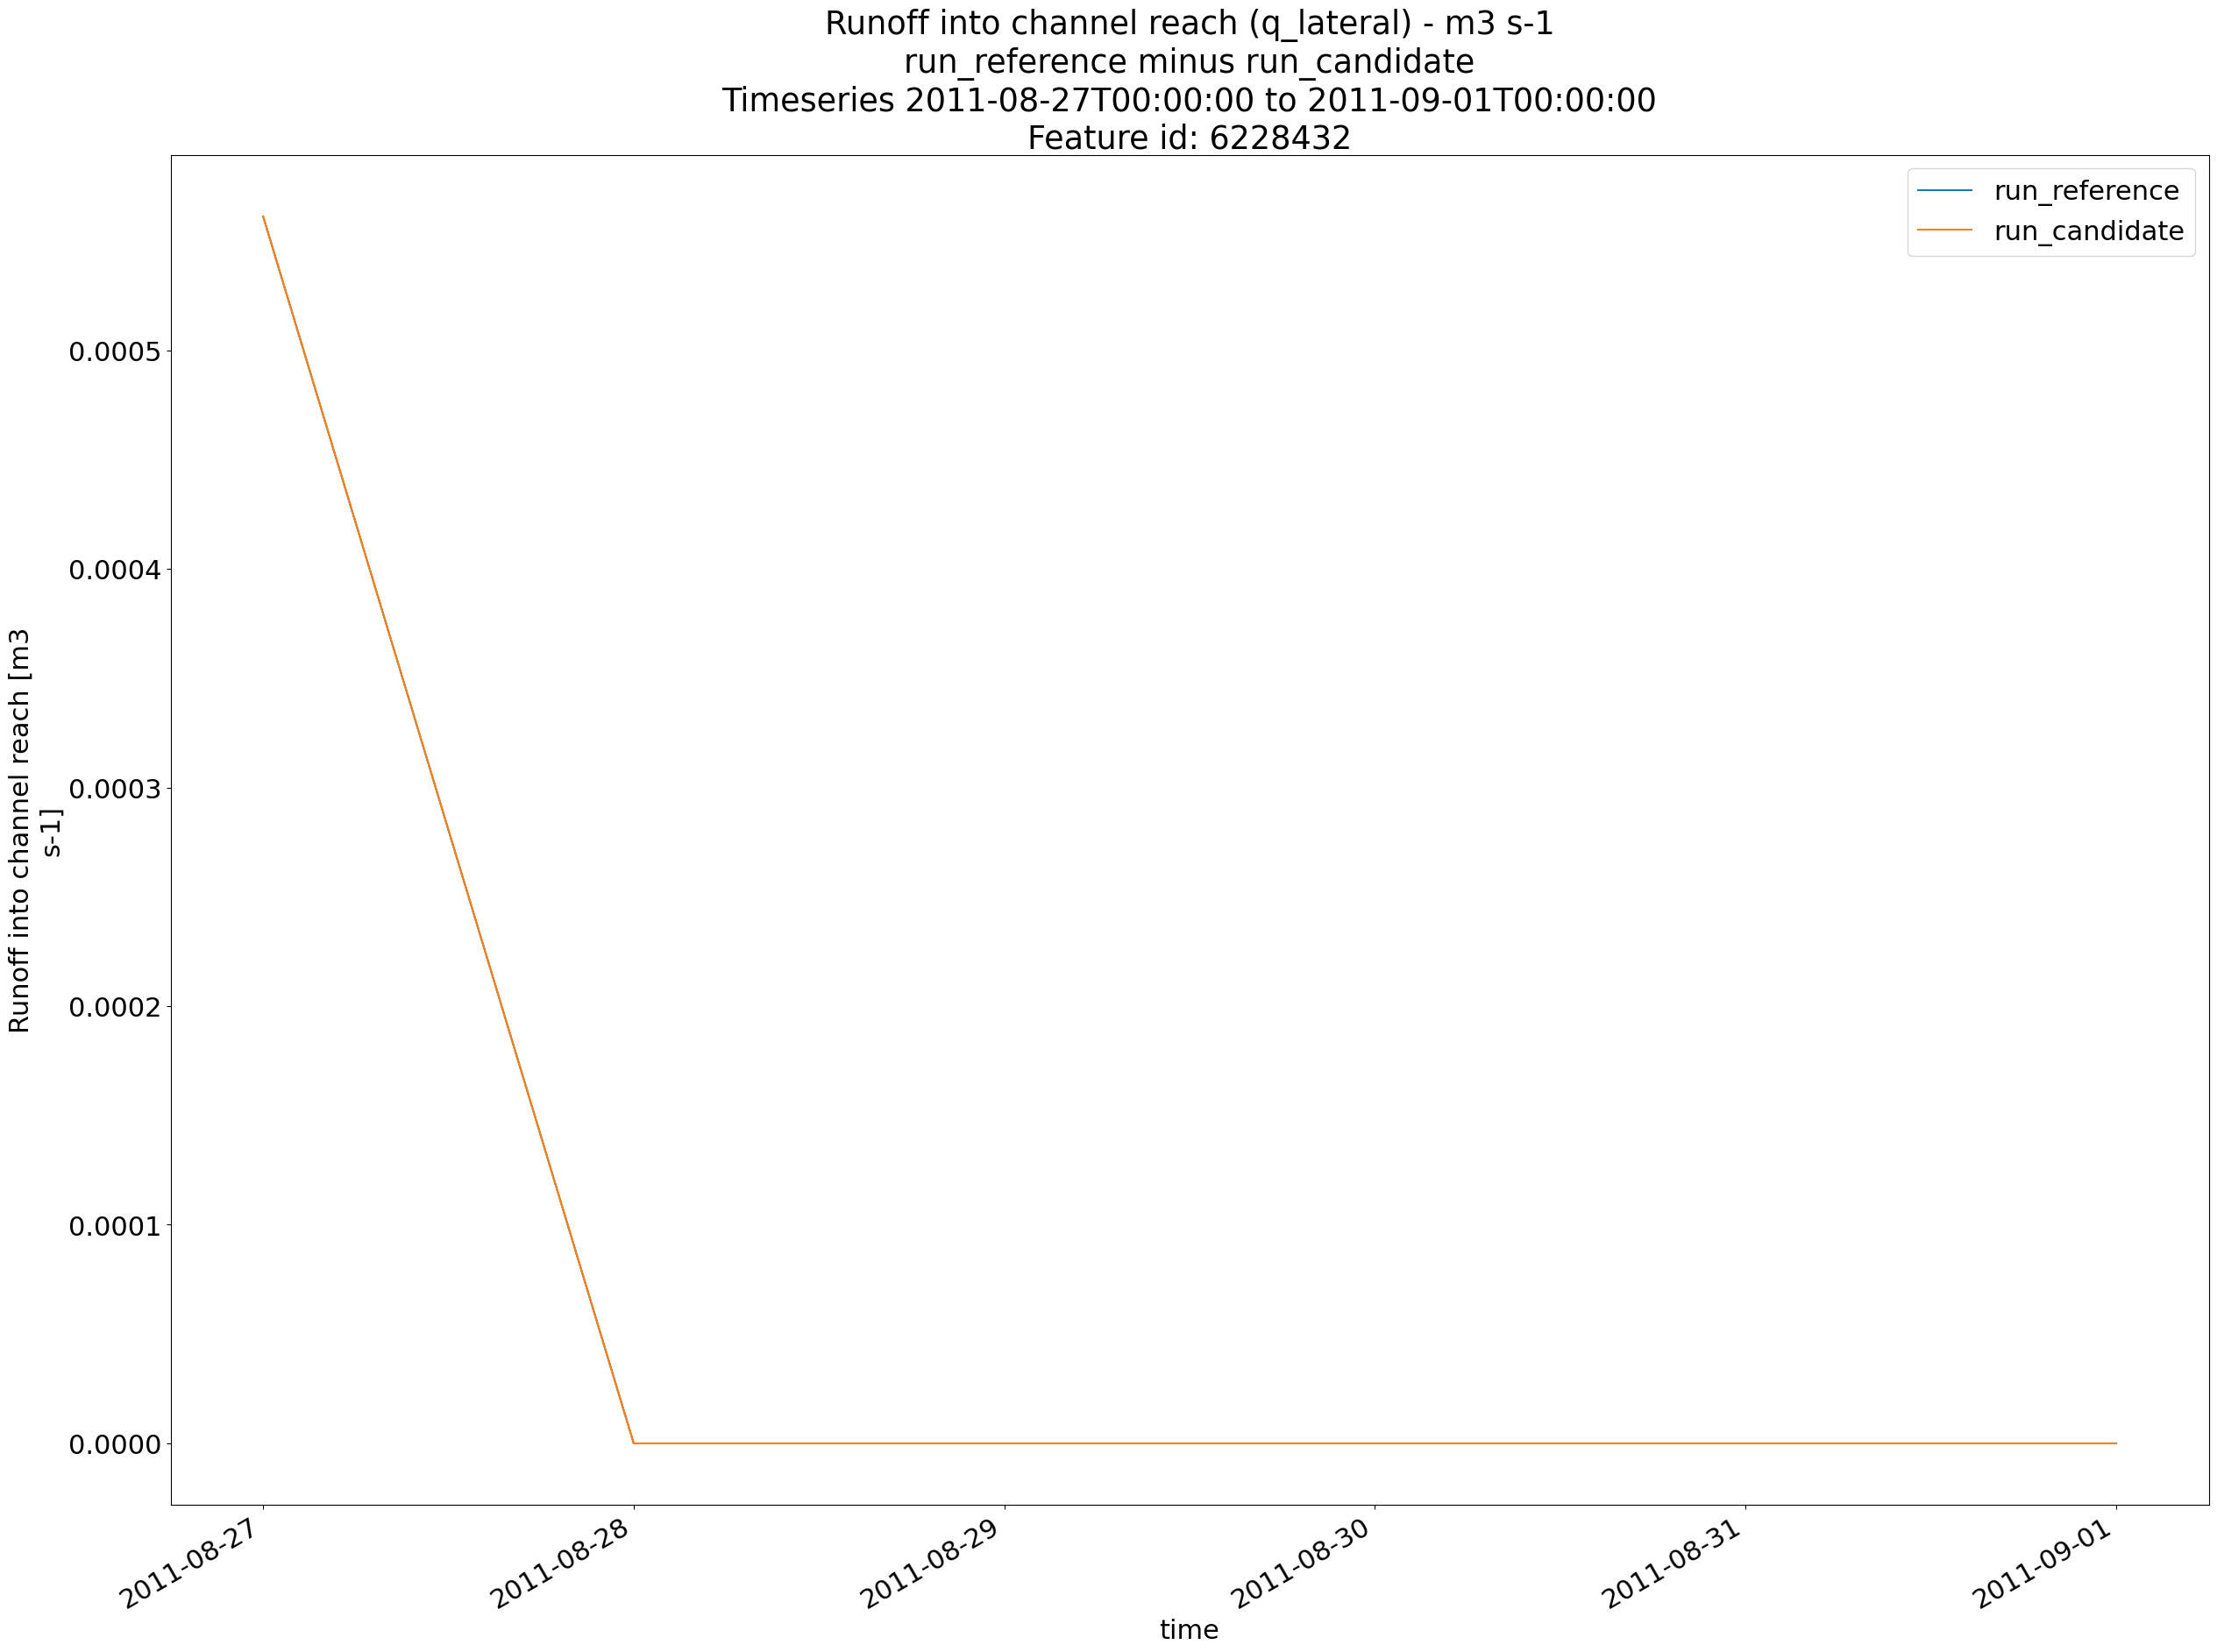 Runoff into channel reach (q_lateral) - m3 s-1
run_reference minus run_candidate
Timeseries 2011-08-27T00:00:00 to 2011-09-01T00:00:00
Feature id: 6228432
run_reference
run_candidate
0.0005
0.0004
0.0003
0.0002
0.0001
0.0000
Runoff into channel reach [m3
s-1]
2011-08-27
2011-08-28
2011-08-29
2011-08-30
2011-08-31
2011-09-01
time